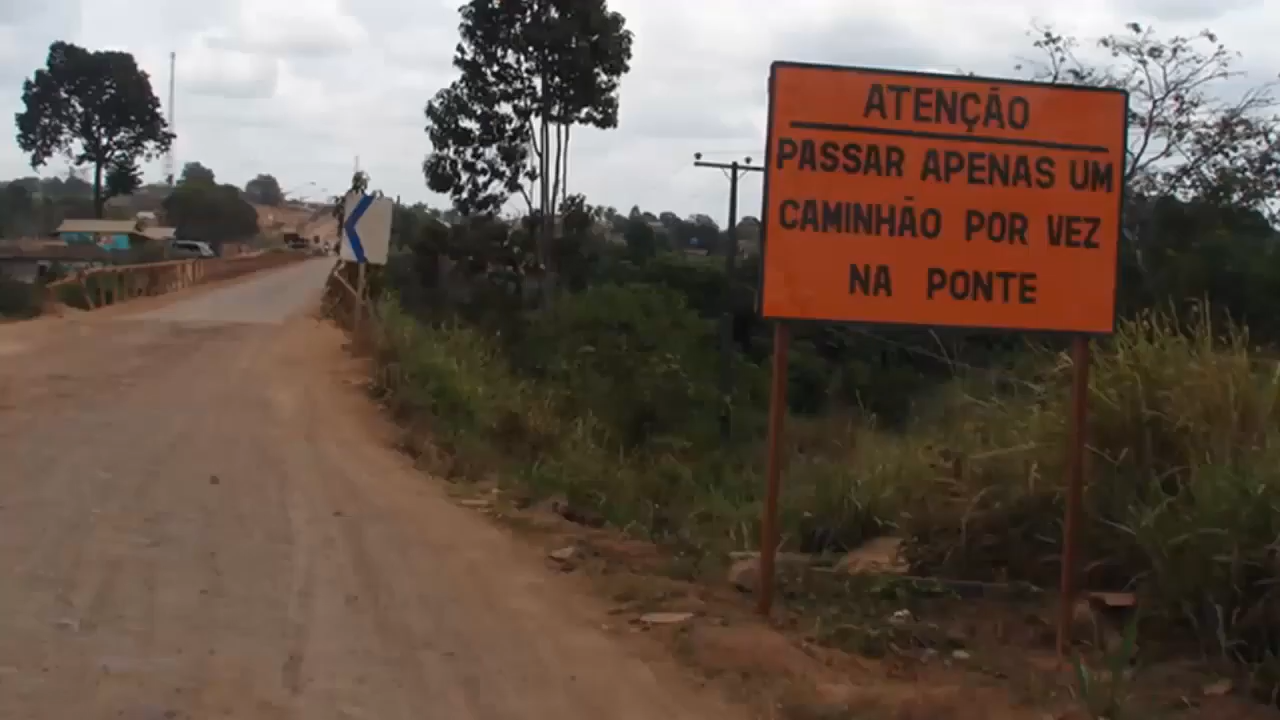 ATENÇÃO
PASSAR APENAS UM
CAMINHÃO POR VEZ
NA PONTE